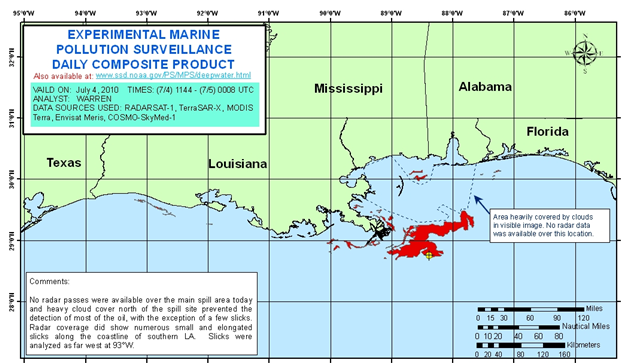 95°0'W 94°0'W 93°0'W 92°0'W 91°0'W 90°0'W 89°0'W 88°0'W 87°0'W 86°0'W
EXPERIMENTAL MARINE
POLLUTION SURVEILLANCE
DAILY COMPOSITE PRODUCT
Also available at: www.ssd.noaa.gov/PS/MPS/deepwater.html
VAILD ON: July 4, 2010 TIMES: (7/4) 1144 - (7/5) 0008 UTC
ANALYST: WARREN
DATA SOURCES USED: RADARSAT-1, TerraSAR-X, MODIS
Terra, Envisat Meris, COSMO-SkyMed-1
N
W E
S
32°0'N
31°0'N
30°0'N
29°0'N
28°0'N
Mississippi
Alabama
Florida
Texas
Louisiana
Area heavily covered by clouds
in visible image. No radar data
was available over this location.
Comments:
No radar passes were available over the main spill area today
and heavy cloud cover north of the spill site prevented the
detection of most of the oil, with the exception of a few slicks.
Radar coverage did show numerous small and elongated
slicks along the coastline of southern LA. Slicks were
analyzed as far west at 93°W.
Miles
0 15 30 60 90 120
Nautical Miles
0 10 20 40 60 80
Kilometers
0 20 40 80 120 160